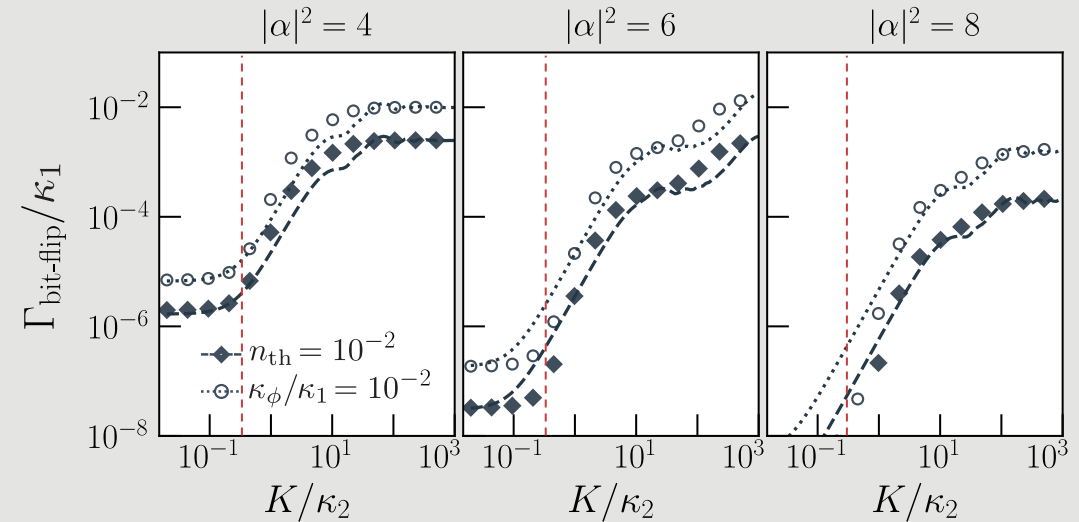 |α|² = 4
|α|² = 6
|α|² = 8
Γbit-flip/κ₁
10⁻²
10⁻⁴
10⁻⁶
10⁻⁸
n_th = 10⁻²
κ_ϕ/κ₁ = 10⁻²
10⁻¹ 10¹ 10³
10⁻¹ 10¹ 10³
10⁻¹ 10¹ 10³
K/κ₂
K/κ₂
K/κ₂